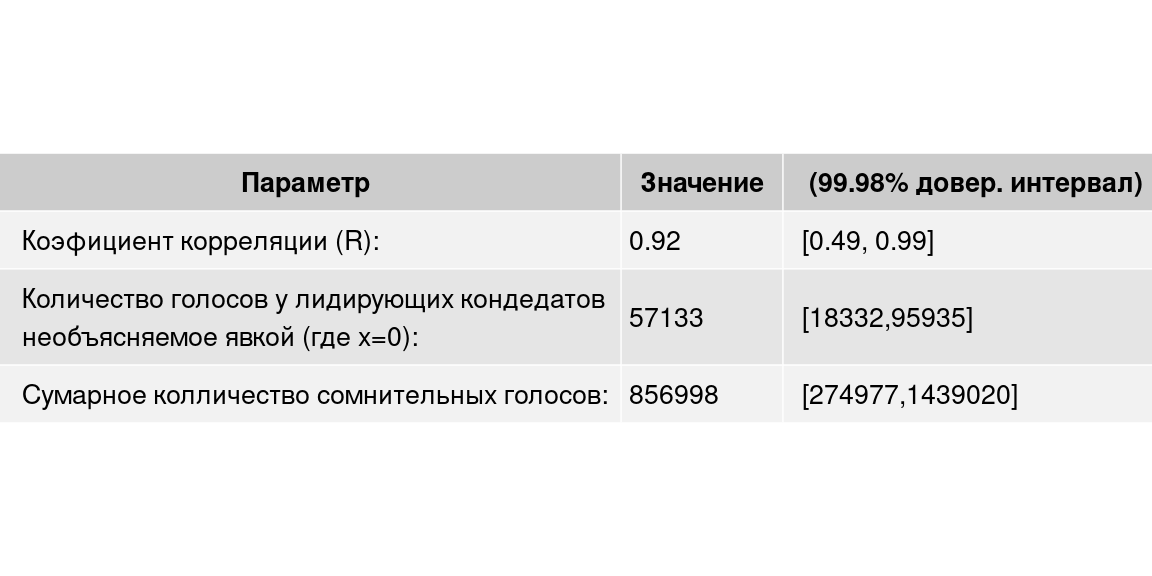 Параметр Значение (99.98% довер. интервал)
Коэфициент корреляции (R): 0.92 [0.49, 0.99]
Количество голосов у лидирующих кондедатов
необъясняемое явкой (где x=0): 57133 [18332,95935]
Сумарное колличество сомнительных голосов: 856998 [274977,1439020]